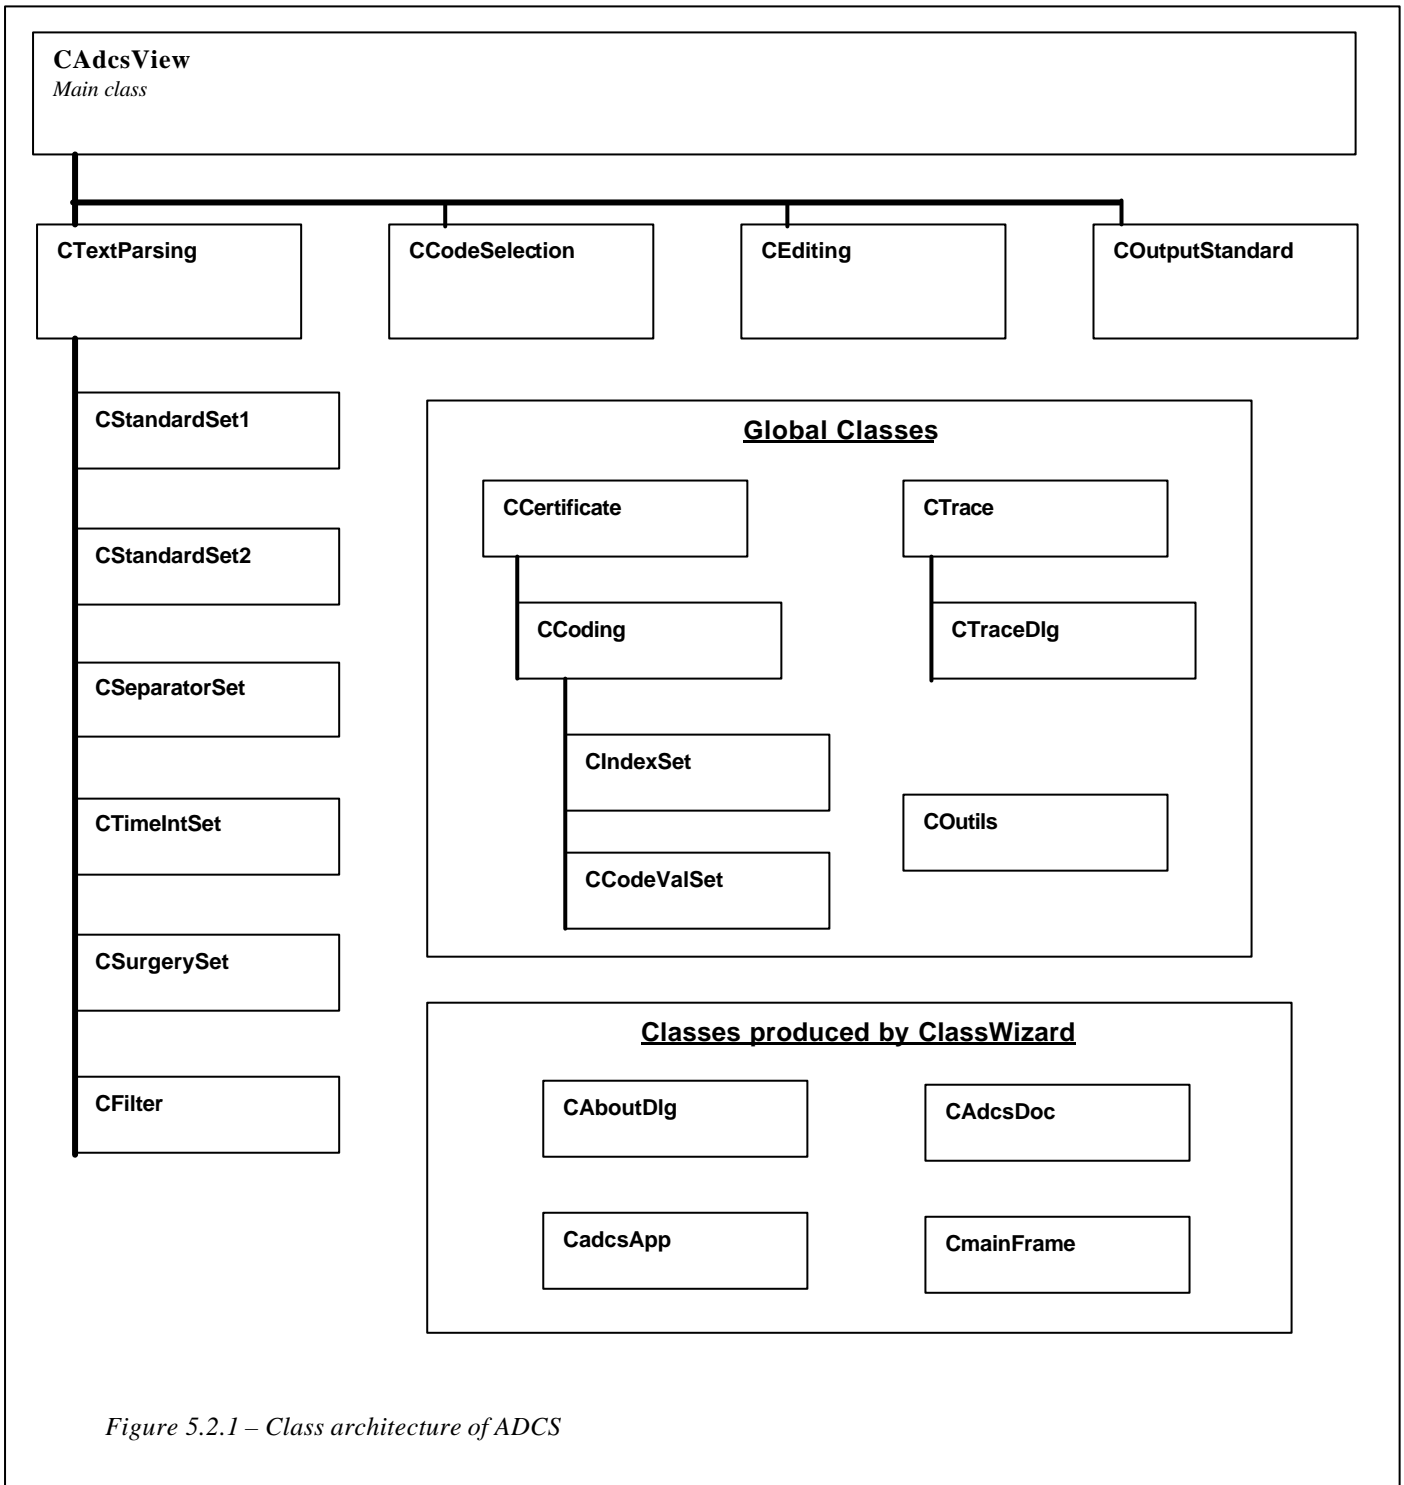 CAdcsView
Main class
CTextParsing
CCodeSelection
CEditing
COutputStandard
CStandardSet1
CStandardSet2
CSeparatorSet
CTimeIntSet
CSurgerySet
CFilter
Global Classes
CCertificate
CTrace
CCoding
CTraceDlg
CIndexSet
COutils
CCodeValSet
Classes produced by ClassWizard
CAboutDlg
CAdcsDoc
CadcsApp
CmainFrame
Figure 5.2.1 – Class architecture of ADCS